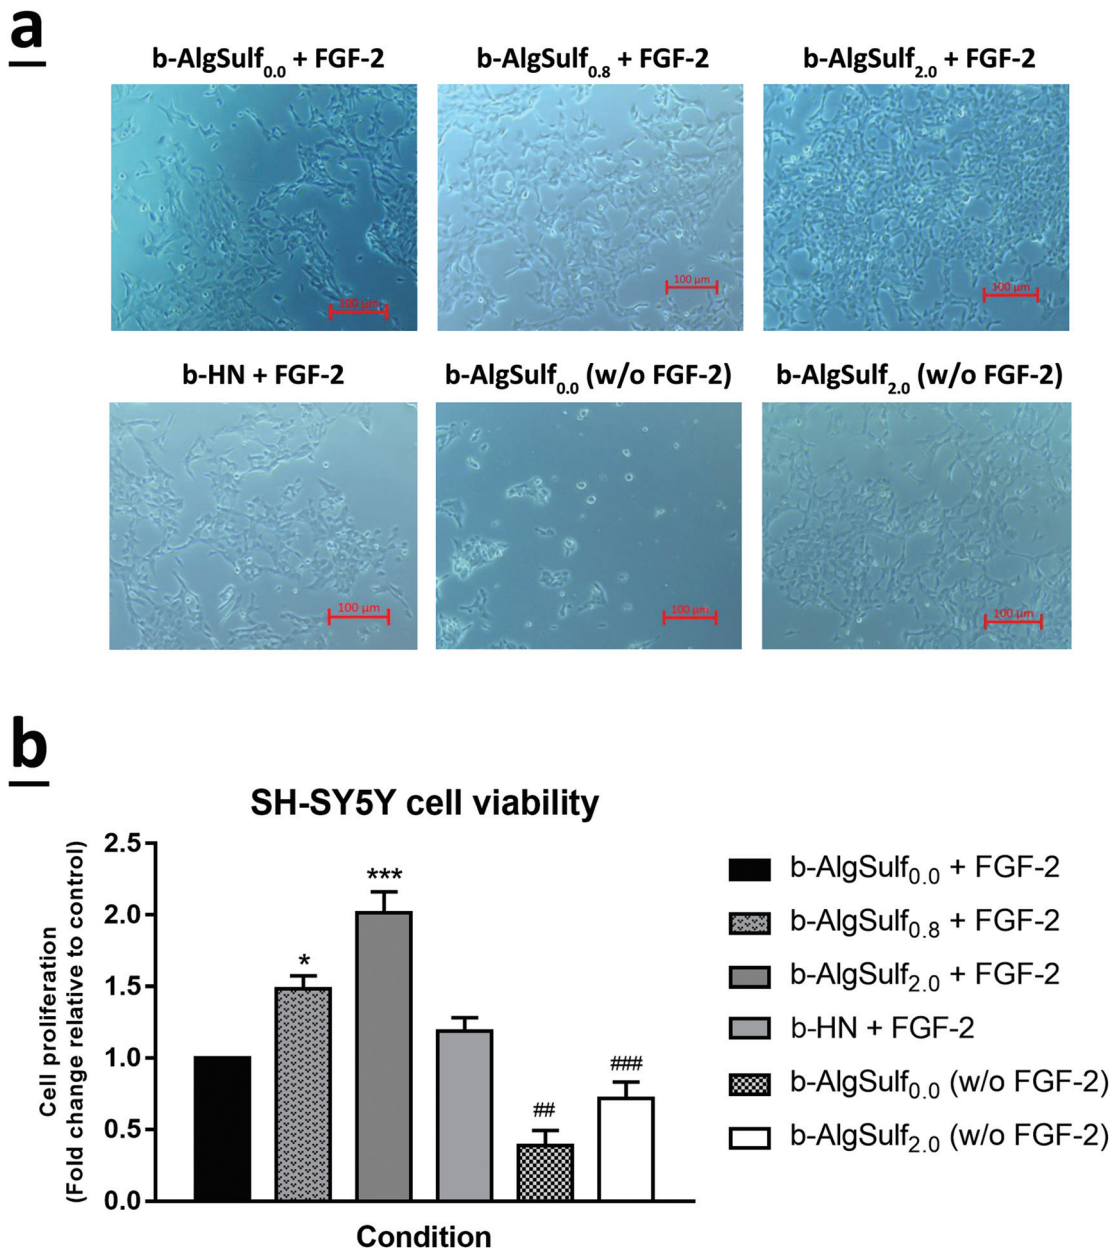 a
b-AlgSulf0.0 + FGF-2
b-AlgSulf0.8 + FGF-2
b-AlgSulf2.0 + FGF-2
100 µm
100 µm
100 µm
b-HN + FGF-2
b-AlgSulf0.0 (w/o FGF-2)
b-AlgSulf2.0 (w/o FGF-2)
100 µm
100 µm
100 µm
b
SH-SY5Y cell viability
Cell proliferation
(Fold change relative to control)
2.5
2.0
1.5
1.0
0.5
0.0
*
***
##
###
Condition
b-AlgSulf0.0 + FGF-2
b-AlgSulf0.8 + FGF-2
b-AlgSulf2.0 + FGF-2
b-HN + FGF-2
b-AlgSulf0.0 (w/o FGF-2)
b-AlgSulf2.0 (w/o FGF-2)